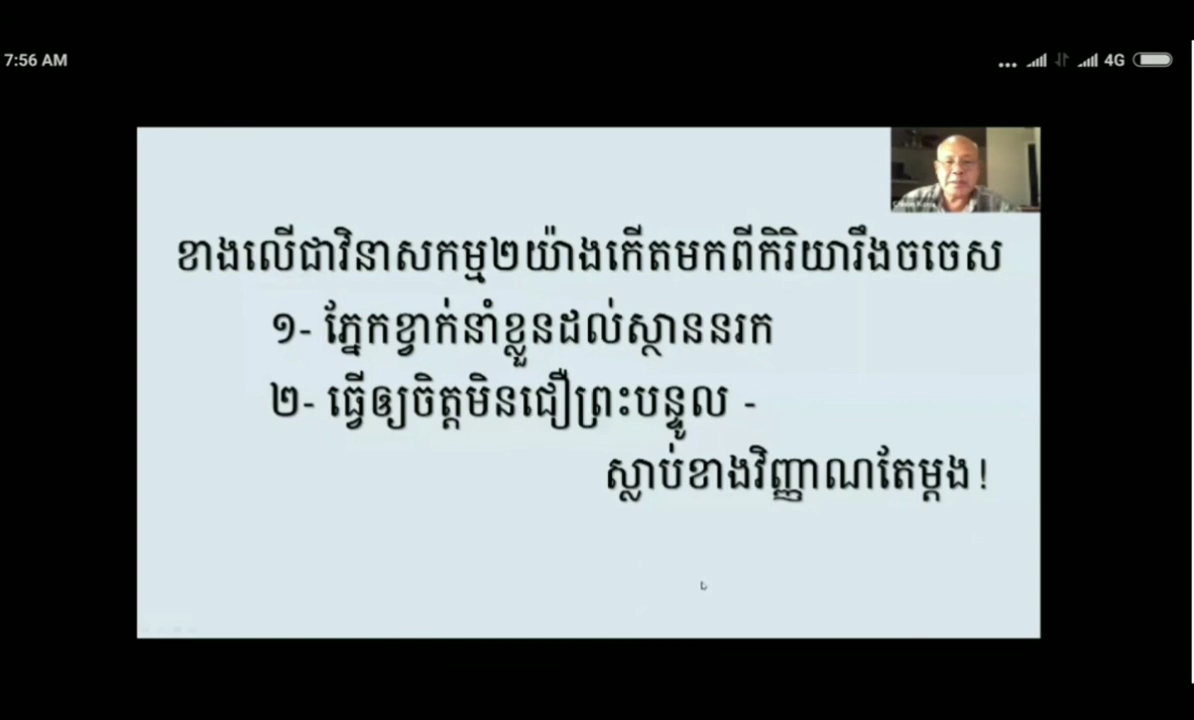 7:56 AM
4G
ខាងលើជាវិនាសកម្ម២យ៉ាងកើតមកពីកិរិយារឹងចចេស
១- ភ្នែកខ្វាក់នាំខ្លួនដល់ស្ថាននរក
២- ធ្វើឲ្យចិត្តមិនជឿព្រះបន្ទូល -
ស្លាប់ខាងវិញ្ញាណតែម្ដង!